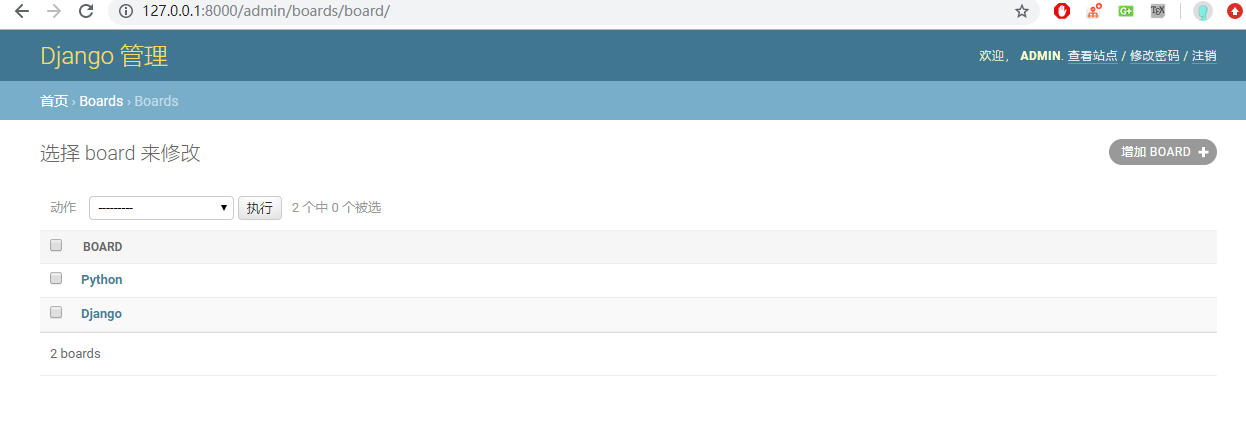 127.0.0.1:8000/admin/boards/board/
Django 管理
欢迎， ADMIN. 查看站点 / 修改密码 / 注销
首页 › Boards › Boards
选择 board 来修改
增加 BOARD
动作 --------- 执行 2 个中 0 个被选
BOARD
Python
Django
2 boards